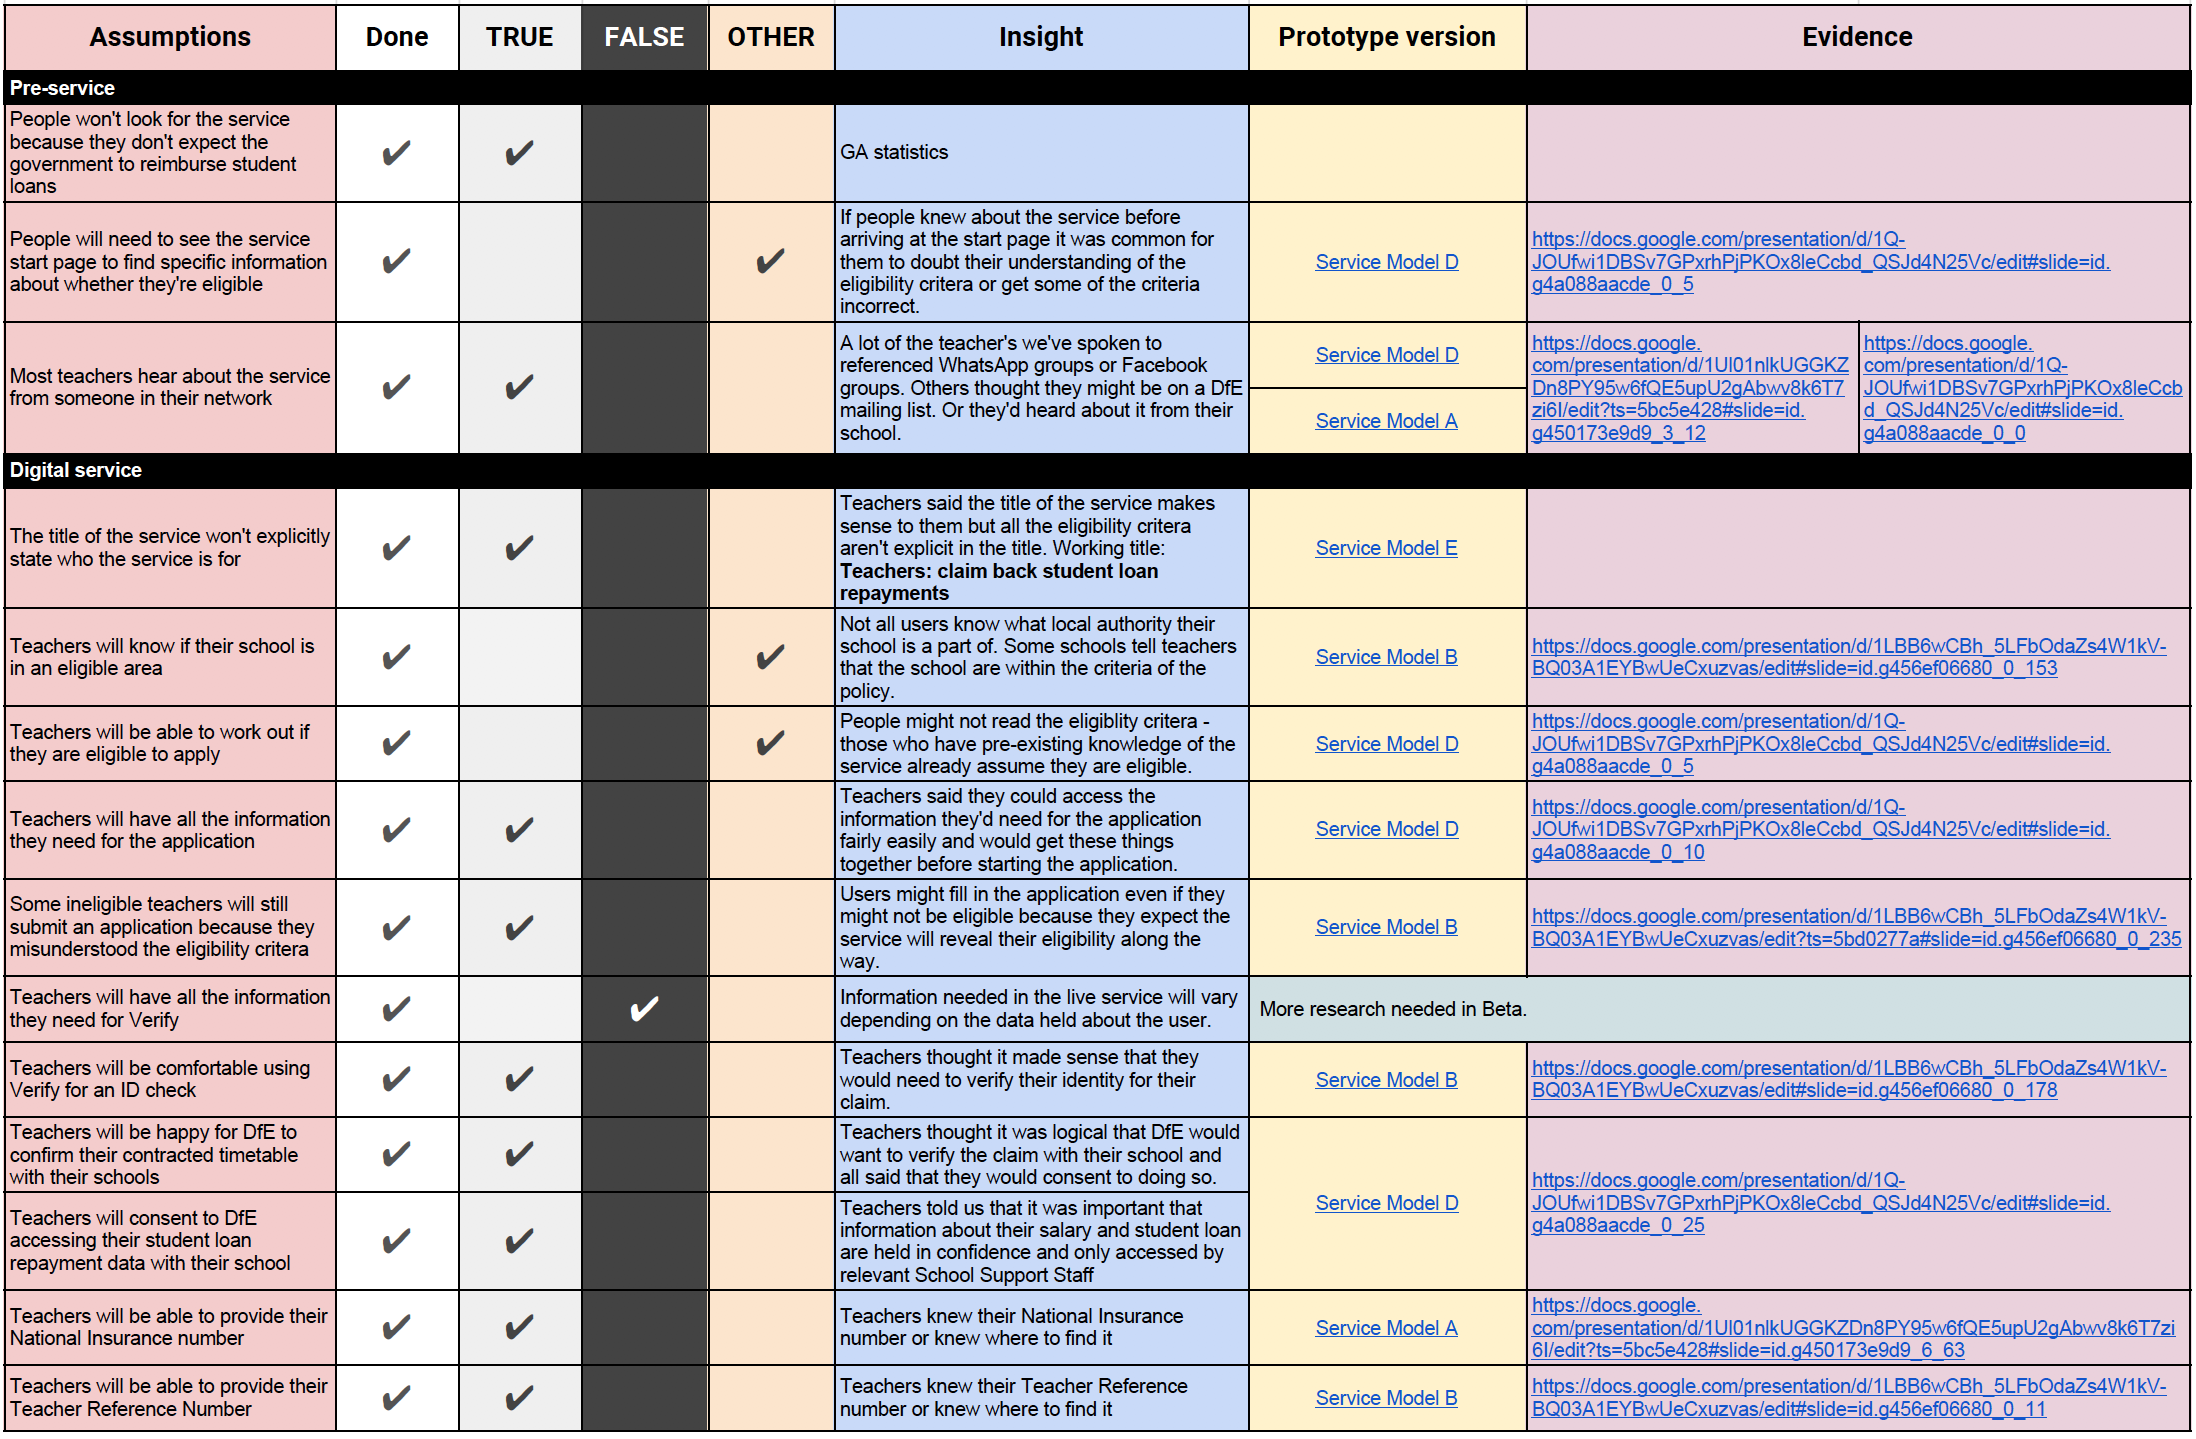 Assumptions
Done
TRUE
FALSE
OTHER
Insight
Prototype version
Evidence
Pre-service
People won't look for the service
because they don't expect the
government to reimburse student
loans
✔
✔
GA statistics
People will need to see the service
start page to find specific information
about whether they're eligible
✔
✔
If people knew about the service before
arriving at the start page it was common for
them to doubt their understanding of the
eligibility critera or get some of the criteria
incorrect.
Service Model D
https://docs.google.com/presentation/d/1Q-
JOUfwi1DBSv7GPxrhPjPKOx8leCcbd_QSJd4N25Vc/edit#slide=id.
g4a088aacde_0_5
Most teachers hear about the service
from someone in their network
✔
✔
A lot of the teacher's we've spoken to
referenced WhatsApp groups or Facebook
groups. Others thought they might be on a DfE
mailing list. Or they'd heard about it from their
school.
Service Model D
Service Model A
https://docs.google.
com/presentation/d/1Ul01nlkUGGKZ
Dn8PY95w6fQE5upU2gAbwv8k6T7
zi6I/edit?ts=5bc5e428#slide=id.
g450173e9d9_3_12
https://docs.google.
com/presentation/d/1Q-
JOUfwi1DBSv7GPxrhPjPKOx8leCcb
d_QSJd4N25Vc/edit#slide=id.
g4a088aacde_0_0
Digital service
The title of the service won't explicitly
state who the service is for
✔
✔
Teachers said the title of the service makes
sense to them but all the eligibility critera
aren't explicit in the title. Working title:
Teachers: claim back student loan
repayments
Service Model E
Teachers will know if their school is
in an eligible area
✔
✔
Not all users know what local authority their
school is a part of. Some schools tell teachers
that the school are within the criteria of the
policy.
Service Model B
https://docs.google.com/presentation/d/1LBB6wCBh_5LFbOdaZs4W1kV-
BQ03A1EYBwUeCxuzvas/edit#slide=id.g456ef06680_0_153
Teachers will be able to work out if
they are eligible to apply
✔
✔
People might not read the eligiblity critera -
those who have pre-existing knowledge of the
service already assume they are eligible.
Service Model D
https://docs.google.com/presentation/d/1Q-
JOUfwi1DBSv7GPxrhPjPKOx8leCcbd_QSJd4N25Vc/edit#slide=id.
g4a088aacde_0_5
Teachers will have all the information
they need for the application
✔
✔
Teachers said they could access the
information they'd need for the application
fairly easily and would get these things
together before starting the application.
Service Model D
https://docs.google.com/presentation/d/1Q-
JOUfwi1DBSv7GPxrhPjPKOx8leCcbd_QSJd4N25Vc/edit#slide=id.
g4a088aacde_0_10
Some ineligible teachers will still
submit an application because they
misunderstood the eligibility critera
✔
✔
Users might fill in the application even if they
might not be eligible because they expect the
service will reveal their eligibility along the
way.
Service Model B
https://docs.google.com/presentation/d/1LBB6wCBh_5LFbOdaZs4W1kV-
BQ03A1EYBwUeCxuzvas/edit?ts=5bd0277a#slide=id.g456ef06680_0_235
Teachers will have all the information
they need for Verify
✔
✔
Information needed in the live service will vary
depending on the data held about the user.
More research needed in Beta.
Teachers will be comfortable using
Verify for an ID check
✔
✔
Teachers thought it made sense that they
would need to verify their identity for their
claim.
Service Model B
https://docs.google.com/presentation/d/1LBB6wCBh_5LFbOdaZs4W1kV-
BQ03A1EYBwUeCxuzvas/edit#slide=id.g456ef06680_0_178
Teachers will be happy for DfE to
confirm their contracted timetable
with their schools
✔
✔
Teachers thought it was logical that DfE would
want to verify the claim with their school and
all said that they would consent to doing so.
Service Model D
https://docs.google.com/presentation/d/1Q-
JOUfwi1DBSv7GPxrhPjPKOx8leCcbd_QSJd4N25Vc/edit#slide=id.
g4a088aacde_0_25
Teachers will consent to DfE
accessing their student loan
repayment data with their school
✔
✔
Teachers told us that it was important that
information about their salary and student loan
are held in confidence and only accessed by
relevant School Support Staff
Teachers will be able to provide their
National Insurance number
✔
✔
Teachers knew their National Insurance
number or knew where to find it
Service Model A
https://docs.google.
com/presentation/d/1Ul01nlkUGGKZDn8PY95w6fQE5upU2gAbwv8k6T7zi
6I/edit?ts=5bc5e428#slide=id.g450173e9d9_6_63
Teachers will be able to provide their
Teacher Reference Number
✔
✔
Teachers knew their Teacher Reference
number or knew where to find it
Service Model B
https://docs.google.com/presentation/d/1LBB6wCBh_5LFbOdaZs4W1kV-
BQ03A1EYBwUeCxuzvas/edit#slide=id.g456ef06680_0_11